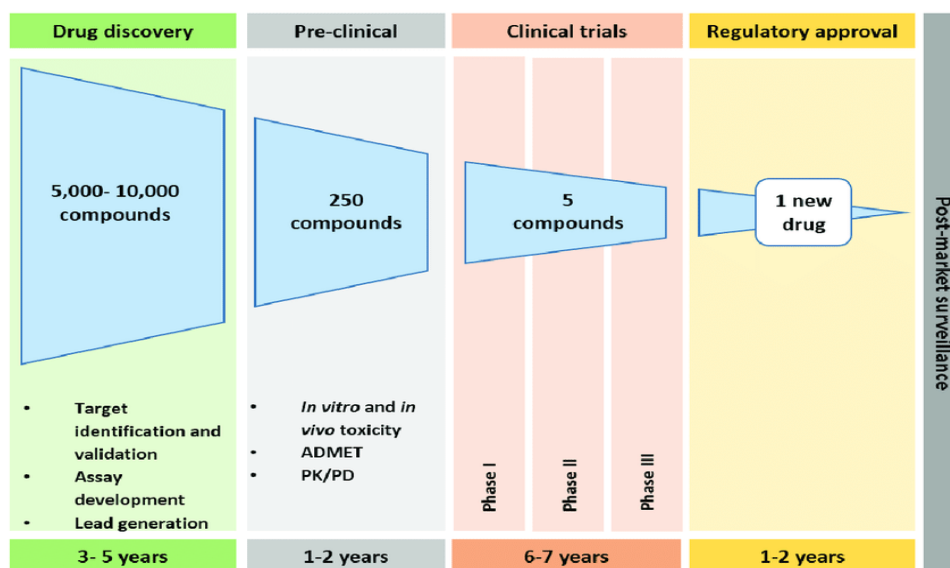 Drug discovery
Pre-clinical
Clinical trials
Regulatory approval
5,000- 10,000
compounds
250
compounds
5
compounds
1 new
drug
• Target
identification and
validation
• Assay
development
• Lead generation
• In vitro and in
vivo toxicity
• ADMET
• PK/PD
Phase I
Phase II
Phase III
3- 5 years
1-2 years
6-7 years
1-2 years
Post-market surveillance